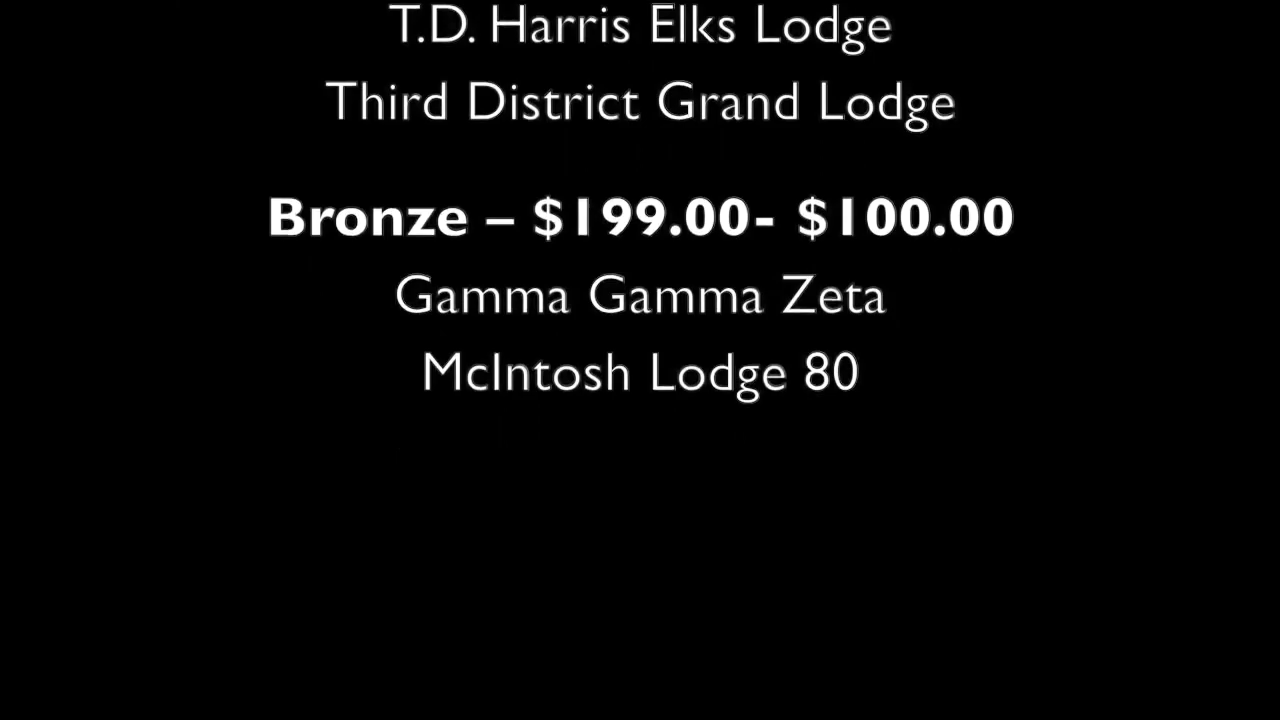 T.D. Harris Elks Lodge
Third District Grand Lodge
Bronze – $199.00- $100.00
Gamma Gamma Zeta
McIntosh Lodge 80